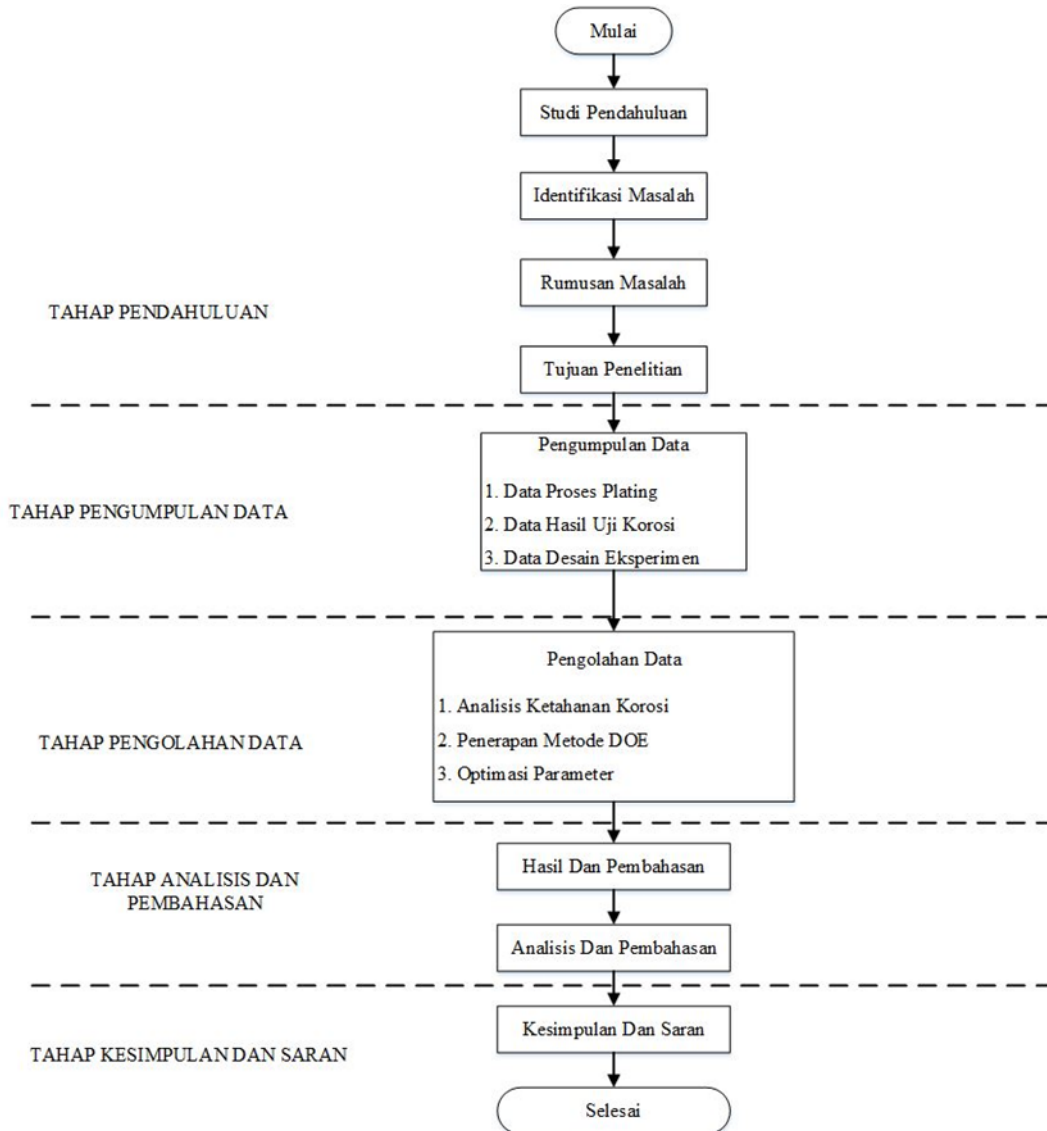 Mulai
Studi Pendahuluan
Identifikasi Masalah
Rumusan Masalah
TAHAP PENDAHULUAN
Tujuan Penelitian
Pengumpulan Data
1. Data Proses Plating
TAHAP PENGUMPULAN DATA
2. Data Hasil Uji Korosi
3. Data Desain Eksperimen
Pengolahan Data
1. Analisis Ketahanan Korosi
2. Penerapan Metode DOE
TAHAP PENGOLAHAN DATA
3. Optimasi Parameter
Hasil Dan Pembahasan
TAHAP ANALISIS DAN
PEMBAHASAN
Analisis Dan Pembahasan
Kesimpulan Dan Saran
TAHAP KESIMPULAN DAN SARAN
Selesai